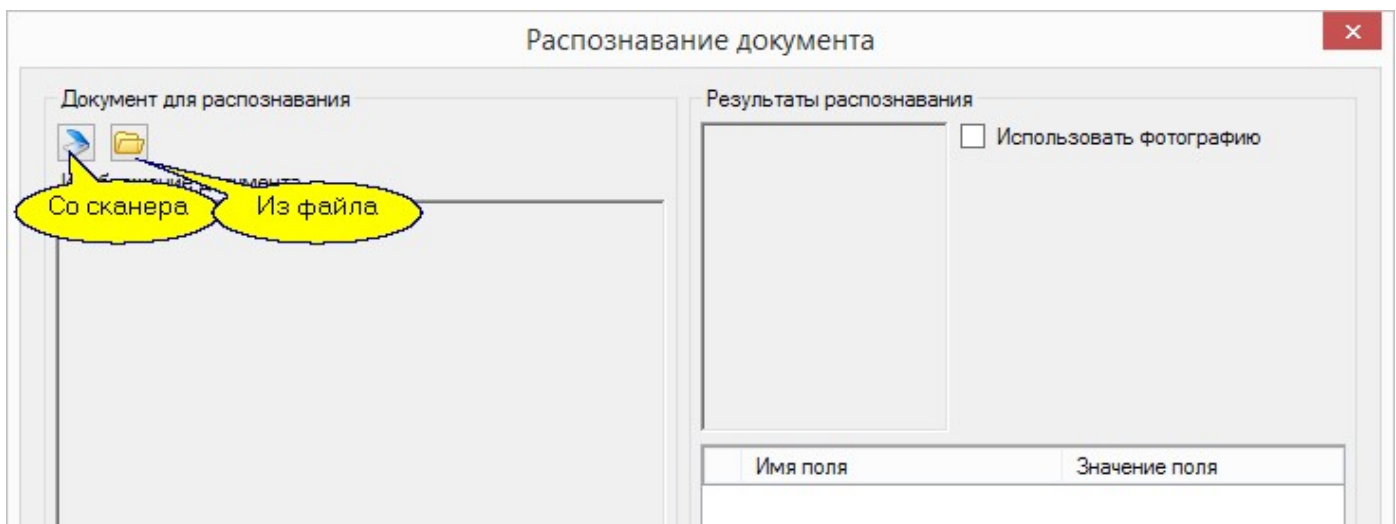 Распознавание документа
Документ для распознавания
Результаты распознавания
Использовать фотографию
Со сканера
Из файла
Имя поля
Значение поля